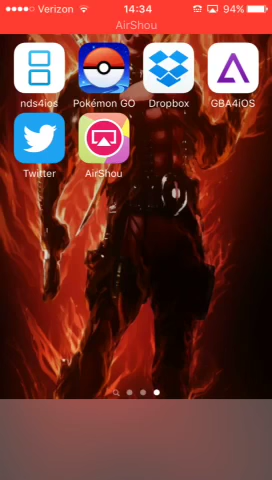 Verizon 14:34 94%
AirShou
nds4ios Pokémon GO Dropbox GBA4iOS
Twitter AirShou